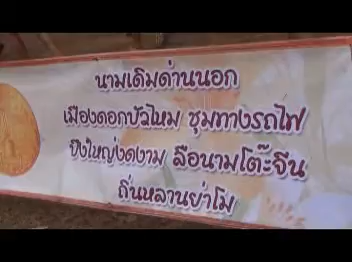 นามเดิมด่านนอก
เมืองดอกบัวไหม ชุมทางรถไฟ
บึงใหญ่งดงาม ลือนามโต๊ะจีน
ถิ่นหลานย่าโม